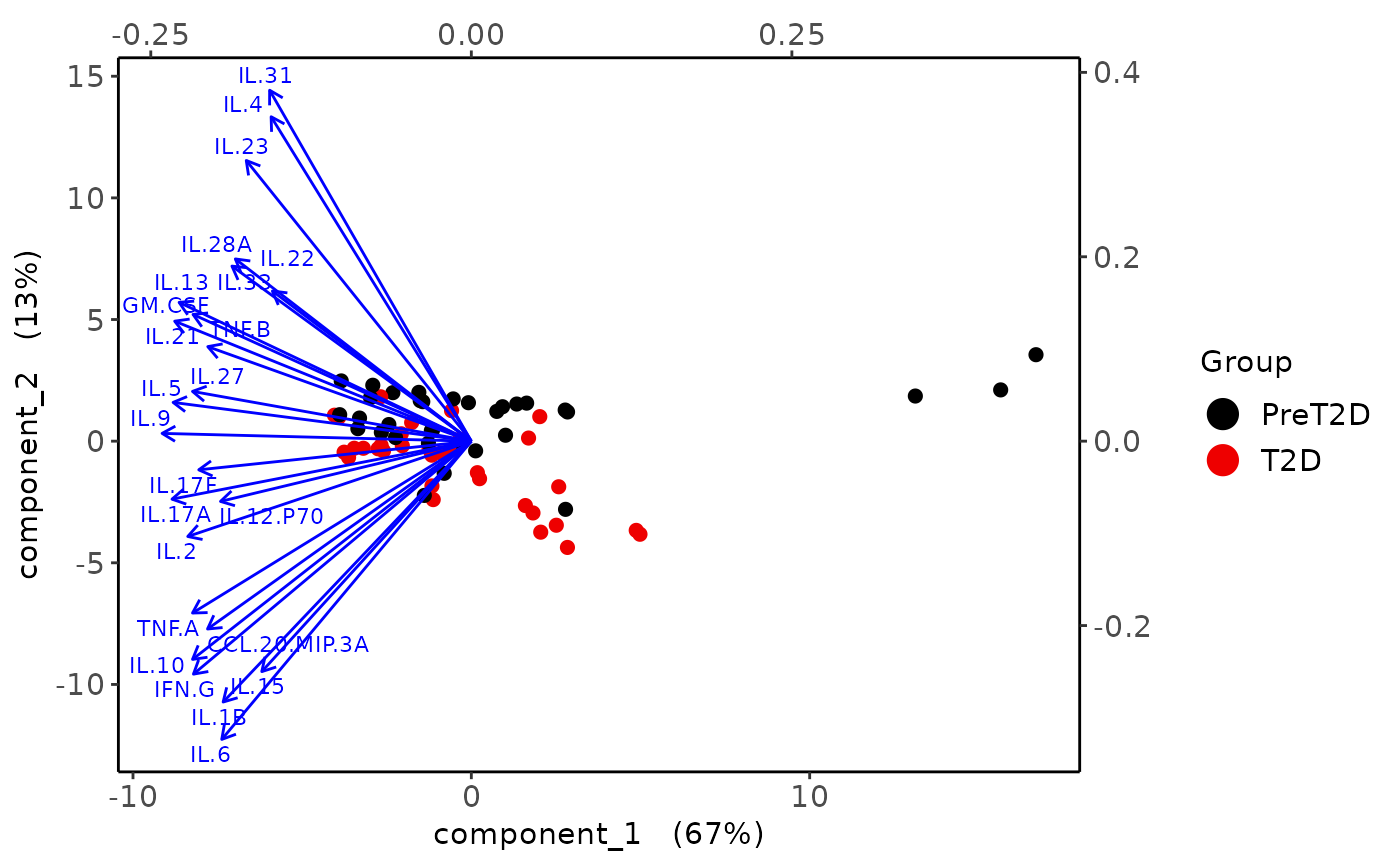 -0.25 0.00 0.25
15 10 5 0 -5 -10
component_2 (13%)
IL.31
IL.4
IL.23
IL.28A IL.22
IL.13 IL.33
GM.CSF
TNF.B
IL.21
IL.27
IL.5
IL.9
IL.17F
IL.17A IL.12.P70
IL.2
TNF.A
CCL.20.MIP.3A
IL.10
IFN.G IL.15
IL.1B
IL.6
0.4 0.2 0.0 -0.2
-10 0 10
component_1 (67%)
Group
PreT2D
T2D